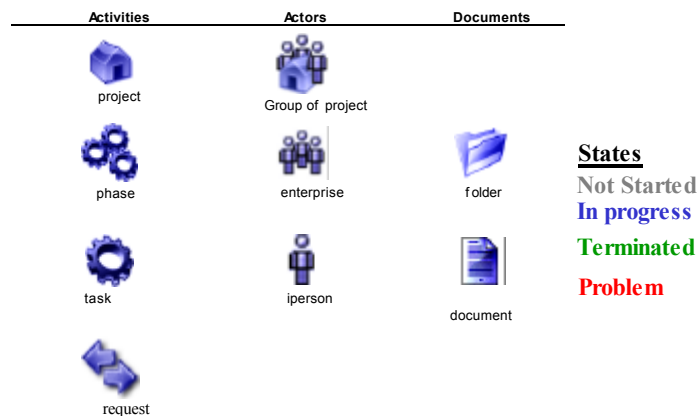 Activities Actors Documents
project
Group of project
phase enterprise folder
task iperson
document
request
States
Not Started
In progress
Terminated
Problem